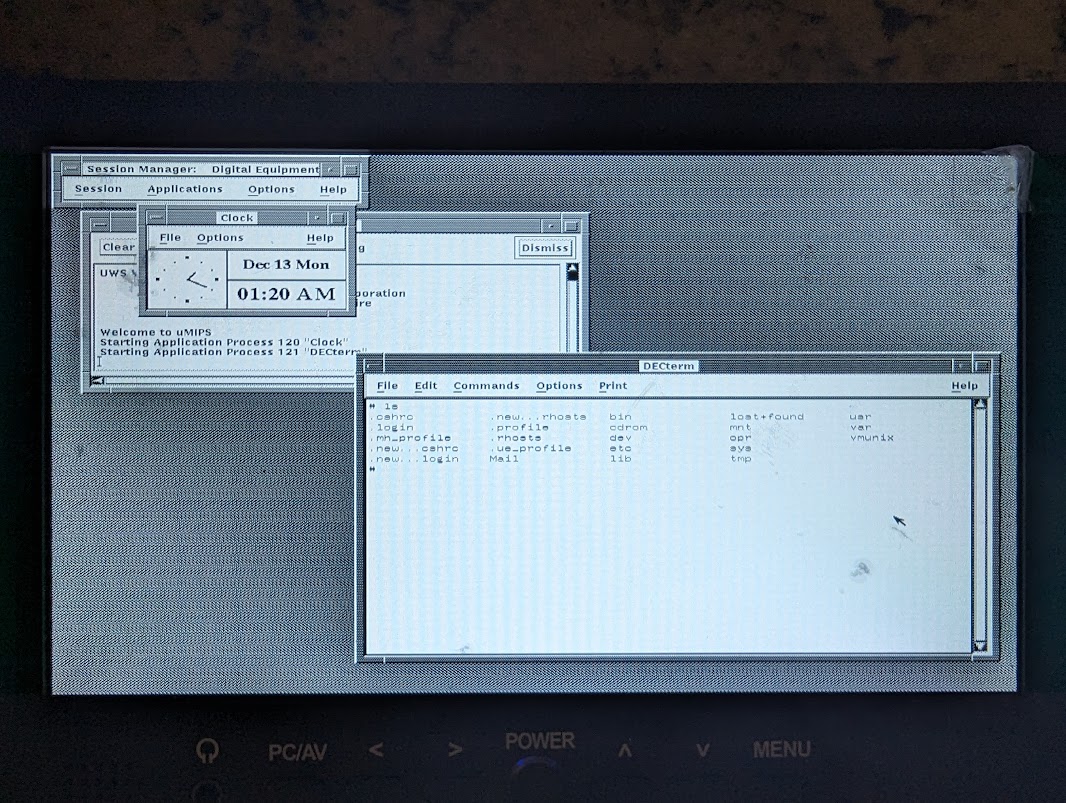 Session Manager: Digital Equipment
Session Applications Options Help
Clock
File Options Help
Dec 13 Mon
01:20 AM
Clear
g
Dismiss
UWS
poration
ire
Welcome to uMIPS
Starting Application Process 120 "Clock"
Starting Application Process 121 "DECterm"
DECterm
File Edit Commands Options Print Help
# ls
.cshrc .new...rhosts bin lost+found usr
.login .profile cdrom mnt var
.mh_profile .rhosts dev opr vmunix
.new...cshrc .ue_profile etc sys
.new...login Mail lib tmp
#
PC/AV < > POWER ∧ ∨ MENU